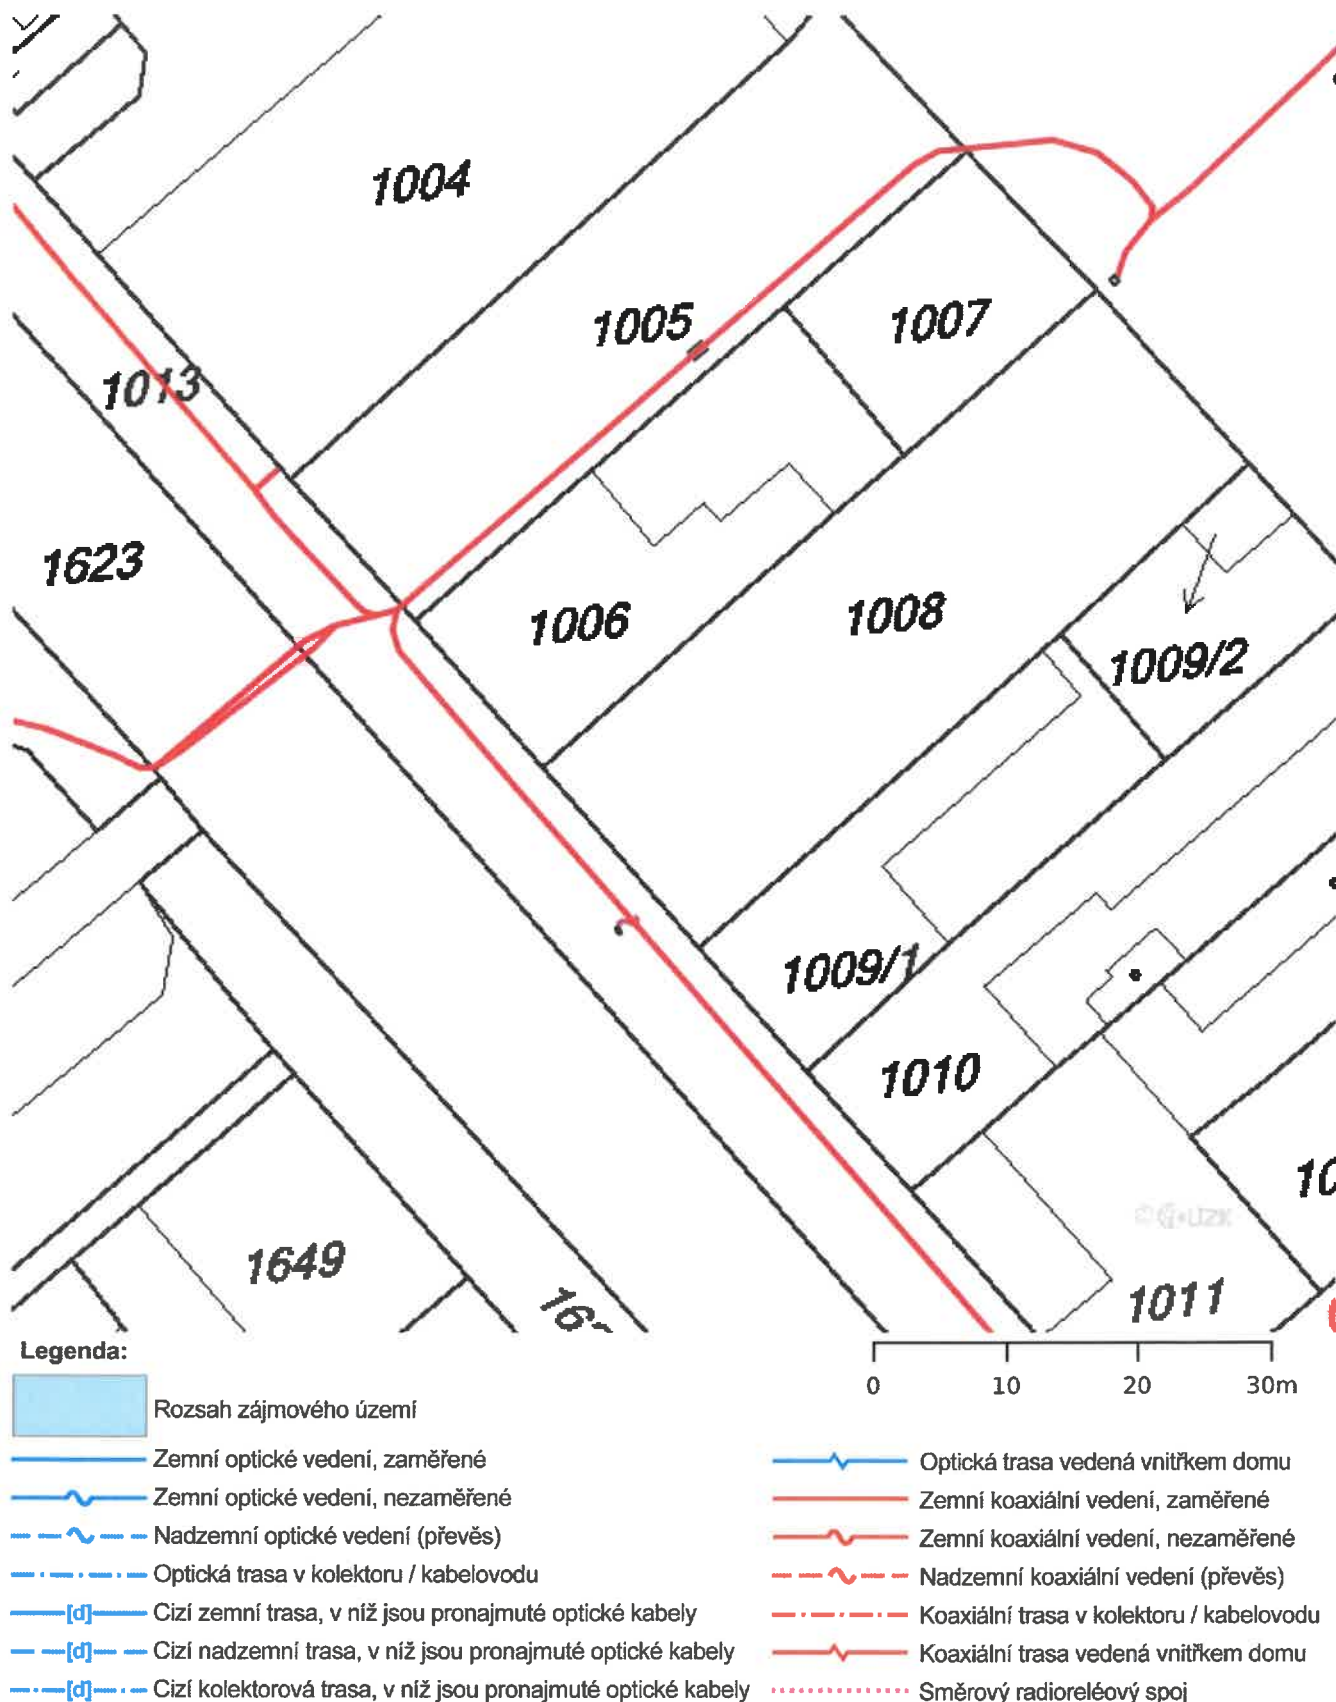 1004
1005
1007
1013
1623
1006
1008
1009/2
1009/1
1010
1649
1011
Legenda:
0 10 20 30m
Rozsah zájmového území
Zemní optické vedení, zaměřené
Zemní optické vedení, nezaměřené
Nadzemní optické vedení (převěs)
Optická trasa v kolektoru / kabelovodu
[d] Cizí zemní trasa, v níž jsou pronajmuté optické kabely
[d] Cizí nadzemní trasa, v níž jsou pronajmuté optické kabely
[d] Cizí kolektorová trasa, v níž jsou pronajmuté optické kabely
Optická trasa vedená vnitřkem domu
Zemní koaxiální vedení, zaměřené
Zemní koaxiální vedení, nezaměřené
Nadzemní koaxiální vedení (převěs)
Koaxiální trasa v kolektoru / kabelovodu
Koaxiální trasa vedená vnitřkem domu
Směrový radioreléový spoj